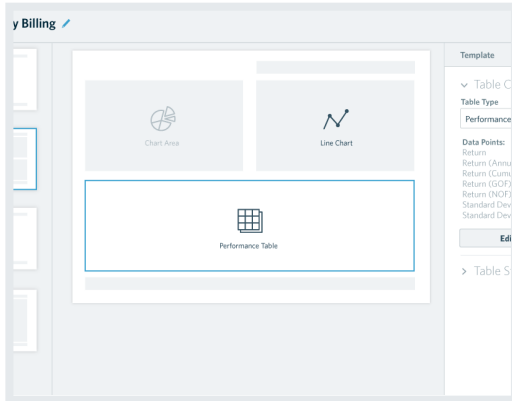 y Billing
Chart Area
Line Chart
Performance Table
Template
Table C
Table Type
Performance
Data Points:
Return
Return (Annu
Return (Cumu
Return (GOF)
Return (NOF)
Standard Dev
Standard Dev
Edi
Table S